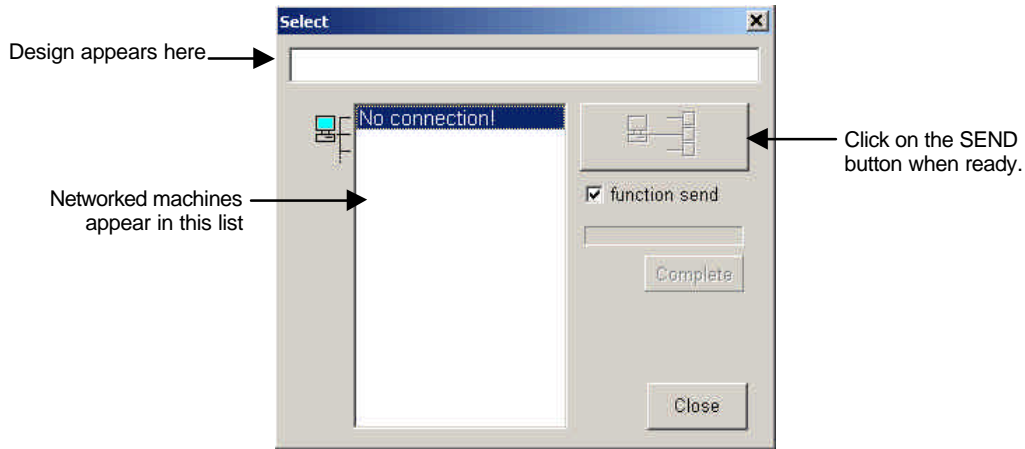 Select
Design appears here
No connection!
Click on the SEND
button when ready.
function send
Networked machines
appear in this list
Complete
Close